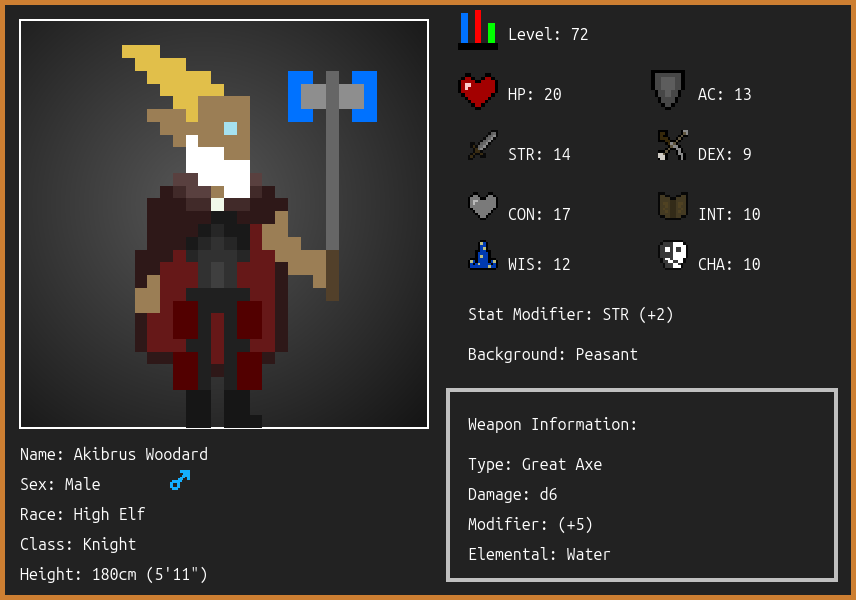 Level: 72
HP: 20
AC: 13
STR: 14
DEX: 9
CON: 17
INT: 10
WIS: 12
CHA: 10
Stat Modifier: STR (+2)
Background: Peasant
Weapon Information:
Type: Great Axe
Damage: d6
Modifier: (+5)
Elemental: Water
Name: Akibrus Woodard
Sex: Male
Race: High Elf
Class: Knight
Height: 180cm (5'11")